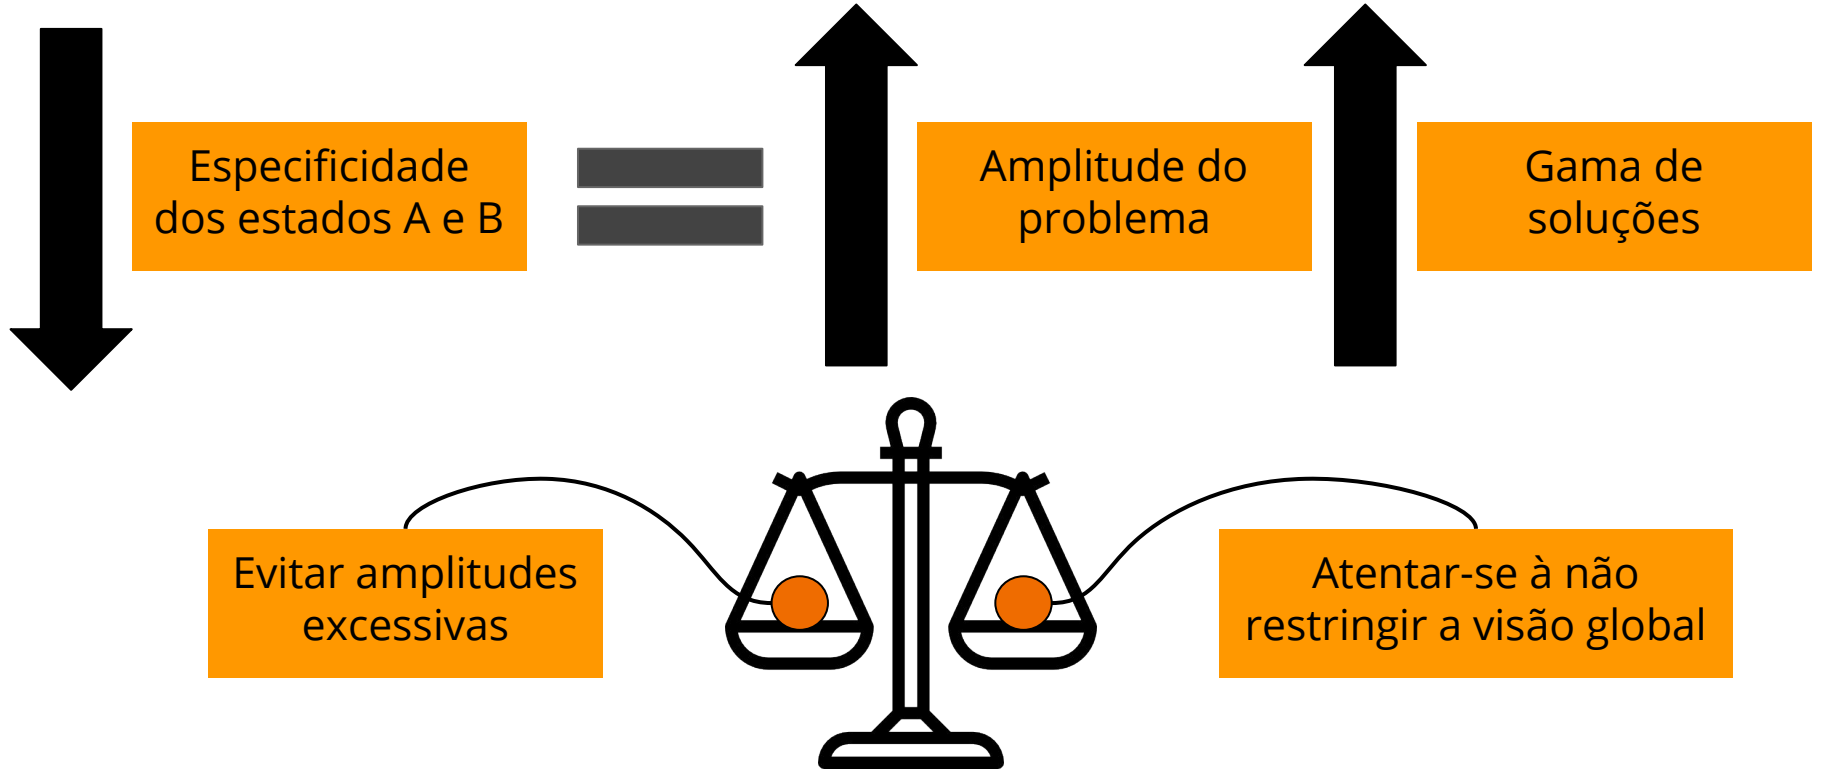 Especificidade
dos estados A e B
Amplitude do
problema
Gama de
soluções
Evitar amplitudes
excessivas
Atentar-se à não
restringir a visão global